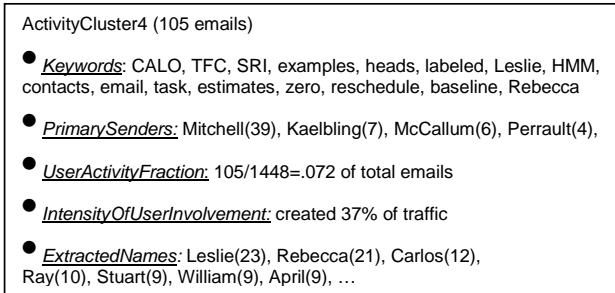 ActivityCluster4 (105 emails)
● Keywords: CALO, TFC, SRI, examples, heads, labeled, Leslie, HMM,
contacts, email, task, estimates, zero, reschedule, baseline, Rebecca
● PrimarySenders: Mitchell(39), Kaelbling(7), McCallum(6), Perrault(4),
● UserActivityFraction: 105/1448=.072 of total emails
● IntensityOfUserInvolvement: created 37% of traffic
● ExtractedNames: Leslie(23), Rebecca(21), Carlos(12),
Ray(10), Stuart(9), William(9), April(9), …